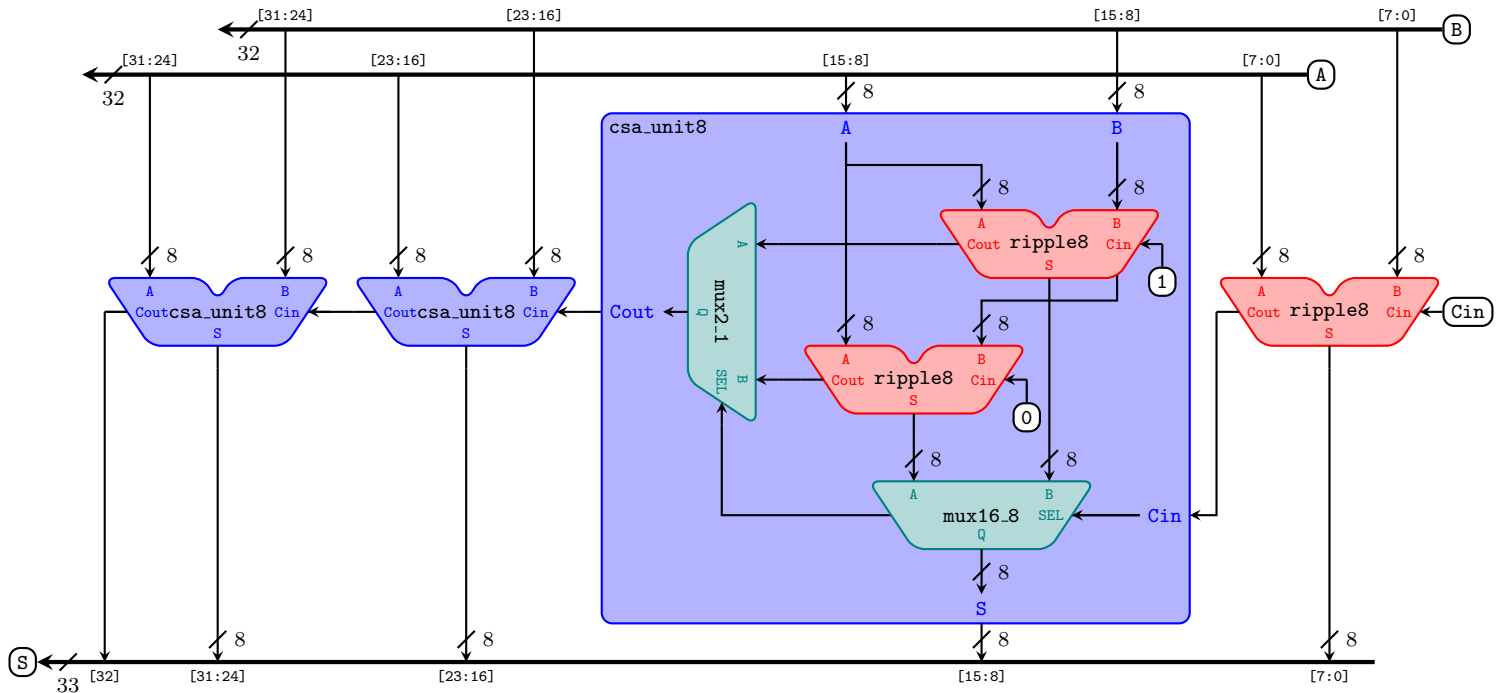 [31:24] [23:16] [15:8] [7:0]
B
32
[31:24] [23:16] [15:8] [7:0]
A
32
8 8
csa_unit8 A B
8 8
A B
Cout ripple8 Cin
S
1
A
mux2_1
Q
SEL B
8 8 8 8 8 8
A B
Cout csa_unit8 Cin
S
A B
Cout csa_unit8 Cin
S
Cout
A B
Cout ripple8 Cin
S
Cin
8 8
A B
Cout ripple8 Cin
S
0
8 8
A B
mux16_8 SEL
Q
Cin
8
S
8 8 8 8
S
33
[32] [31:24] [23:16] [15:8] [7:0]